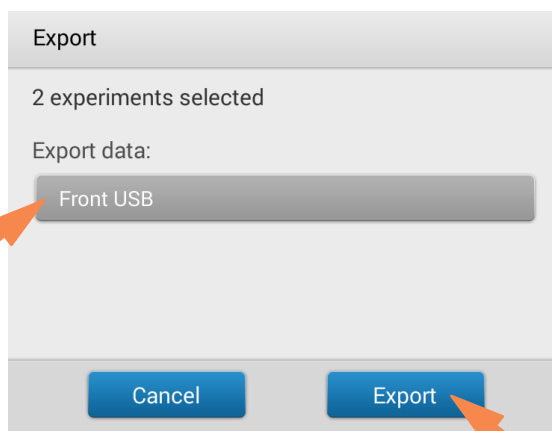 Export
2 experiments selected
Export data:
Front USB
Cancel
Export